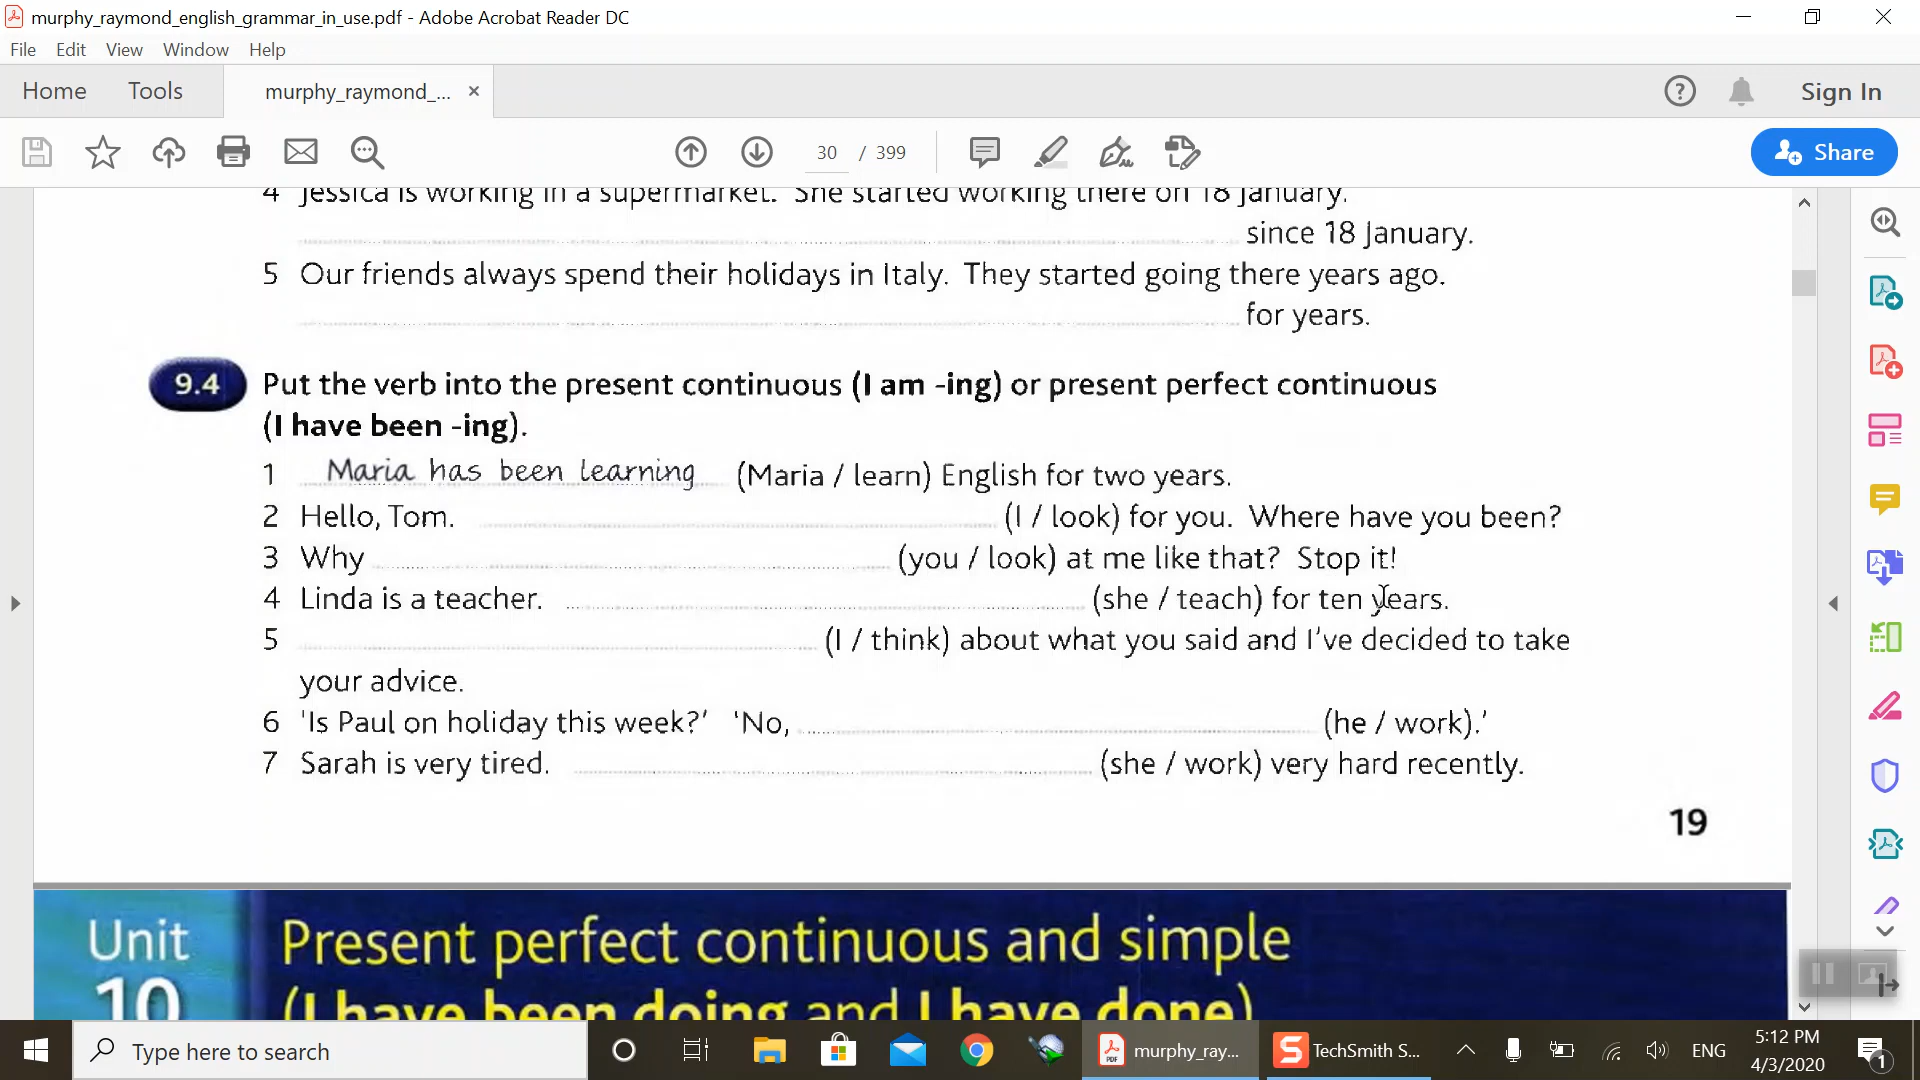 murphy_raymond_english_grammar_in_use.pdf - Adobe Acrobat Reader DC
File Edit View Window Help
Home Tools murphy_raymond_... × Sign In
30 / 399 Share
4 Jessica is working in a supermarket. She started working there on 18 January.
since 18 January.
5 Our friends always spend their holidays in Italy. They started going there years ago.
for years.
9.4 Put the verb into the present continuous (I am -ing) or present perfect continuous
(I have been -ing).
1 Maria has been learning (Maria / learn) English for two years.
2 Hello, Tom. (I / look) for you. Where have you been?
3 Why (you / look) at me like that? Stop it!
4 Linda is a teacher. (she / teach) for ten years.
5 (I / think) about what you said and I've decided to take
your advice.
6 'Is Paul on holiday this week?' 'No, (he / work).'
7 Sarah is very tired. (she / work) very hard recently.
19
Unit Present perfect continuous and simple
10 (I have been doing and I have done)
Type here to search murphy_ray... TechSmith S... ENG 5:12 PM
4/3/2020 1